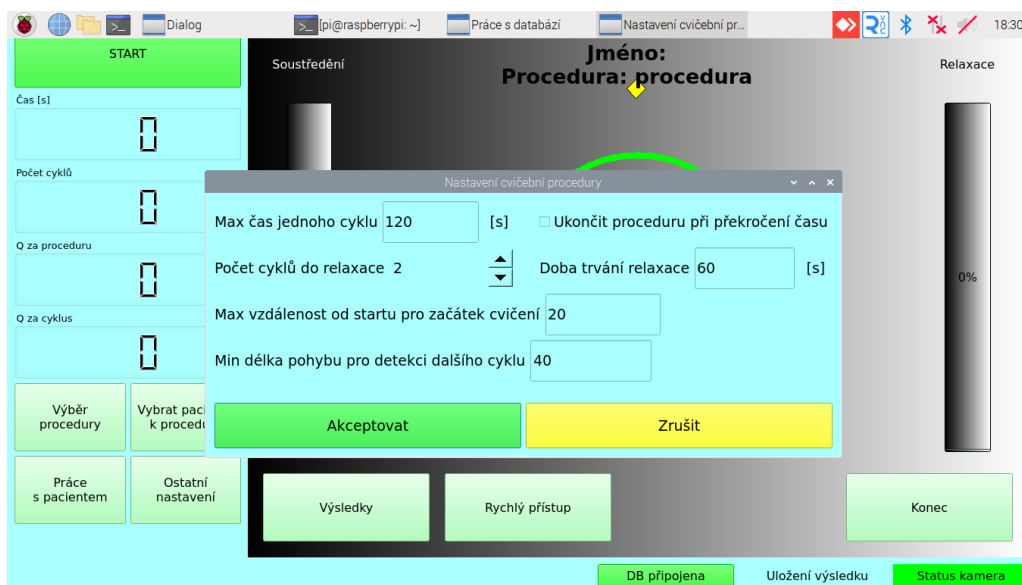 Dialog
[pi@raspberrypi: ~]
Práce s databází
Nastavení cvičební pr...
18:30
START
Soustředění
Jméno:
Procedura: procedura
Relaxace
Čas [s]
0
Počet cyklů
0
Q za proceduru
0
Q za cyklus
0
0%
Nastavení cvičební procedury
Max čas jednoho cyklu 120 [s]
Ukončit proceduru při překročení času
Počet cyklů do relaxace 2
Doba trvání relaxace 60 [s]
Max vzdálenost od startu pro začátek cvičení 20
Min délka pohybu pro detekci dalšího cyklu 40
Akceptovat
Zrušit
Výběr
procedury
Vybrat paci
k procedu
Práce
s pacientem
Ostatní
nastavení
Výsledky
Rychlý přístup
Konec
DB připojena
Uložení výsledku
Status kamera